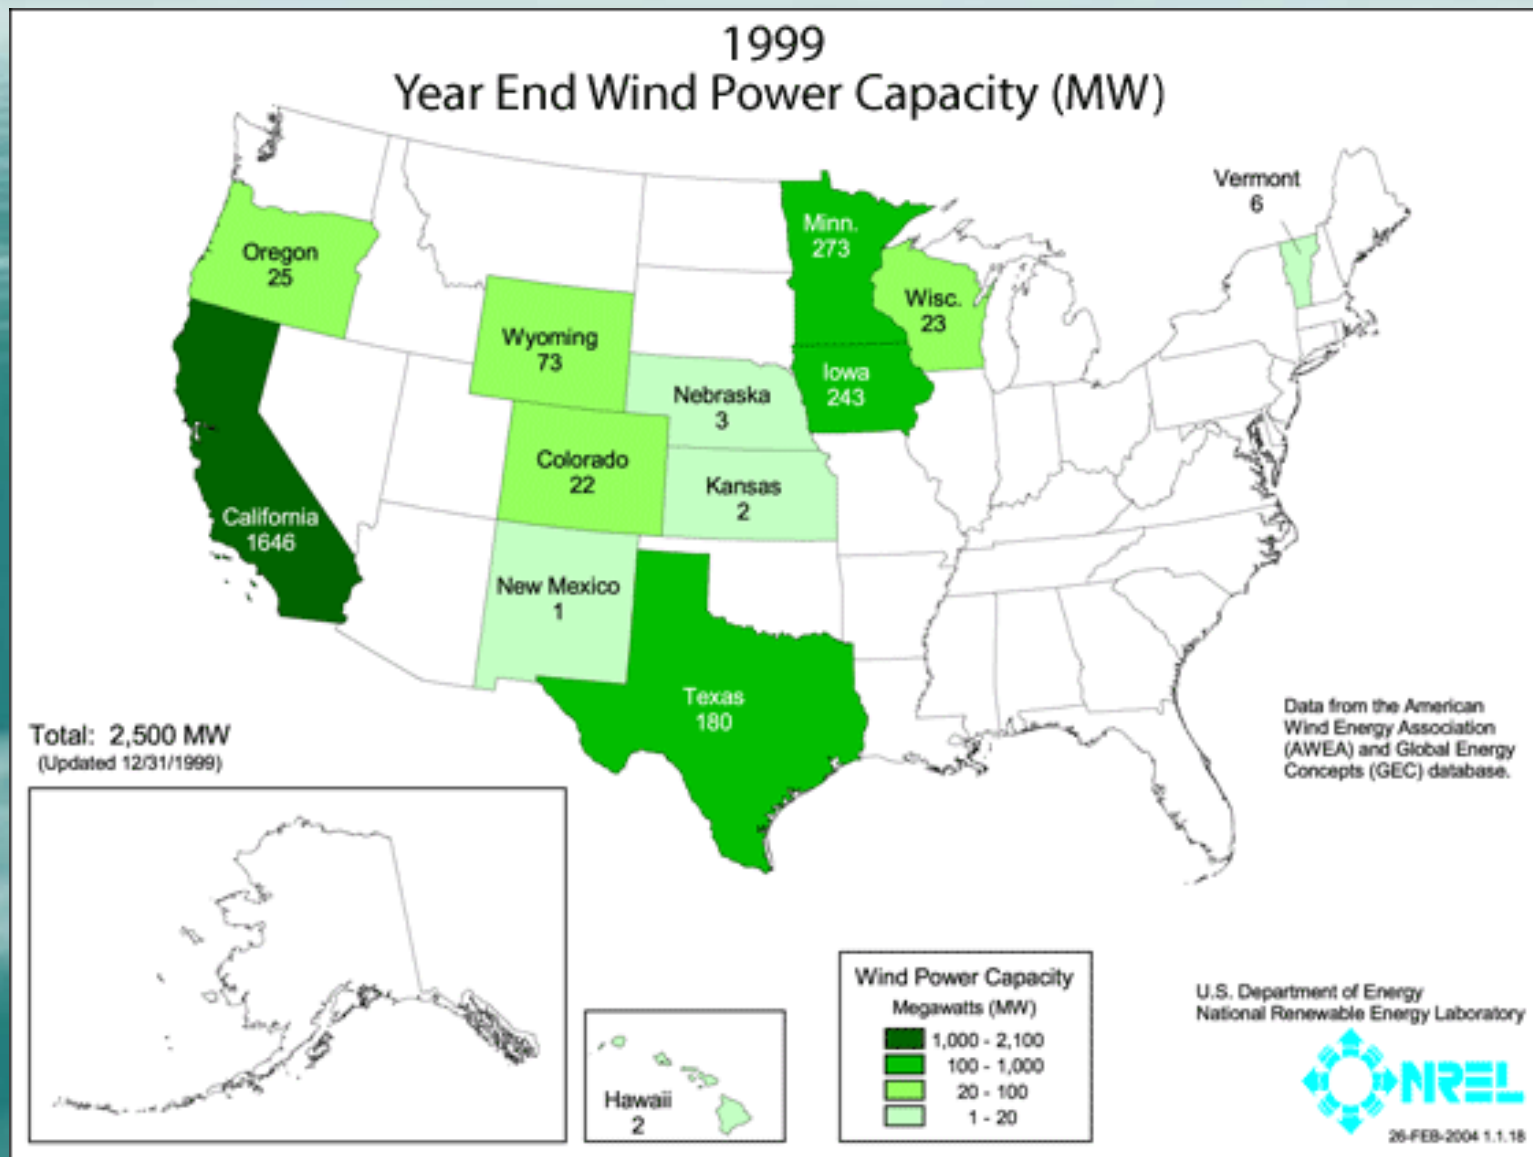 1999
Year End Wind Power Capacity (MW)
Vermont
6
Minn.
273
Oregon
25
Wisc.
23
Wyoming
73
Iowa
243
Nebraska
3
Colorado
22
Kansas
2
California
1646
New Mexico
1
Texas
180
Data from the American
Wind Energy Association
(AWEA) and Global Energy
Concepts (GEC) database.
Total: 2,500 MW
(Updated 12/31/1999)
Hawaii
2
Wind Power Capacity
Megawatts (MW)
1,000 - 2,100
100 - 1,000
20 - 100
1 - 20
U.S. Department of Energy
National Renewable Energy Laboratory
NREL
26-FEB-2004 1.1.18